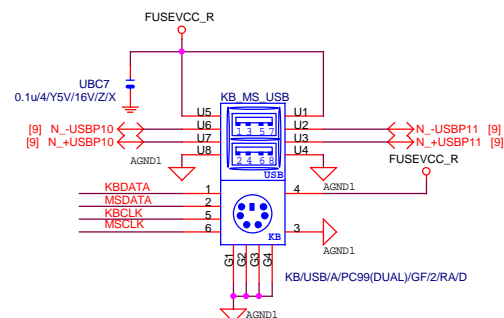 FUSEVCC_R
UBC7
0.1u/4/Y5V/16V/Z/X
KB_MS_USB
U5 U1
[9] N_-USBP10 U6 U2 N_-USBP11 [9]
[9] N_+USBP10 U7 U3 N_+USBP11 [9]
U8 U4
1 3 5 7
2 4 6 8
USB
AGND1 AGND1
FUSEVCC_R
KBDATA 1 4
MSDATA 2
KBCLK 5
MSCLK 6 3
KB
AGND1
G1 G2 G3 G4
KB/USB/A/PC99(DUAL)/GF/2/RA/D
AGND1